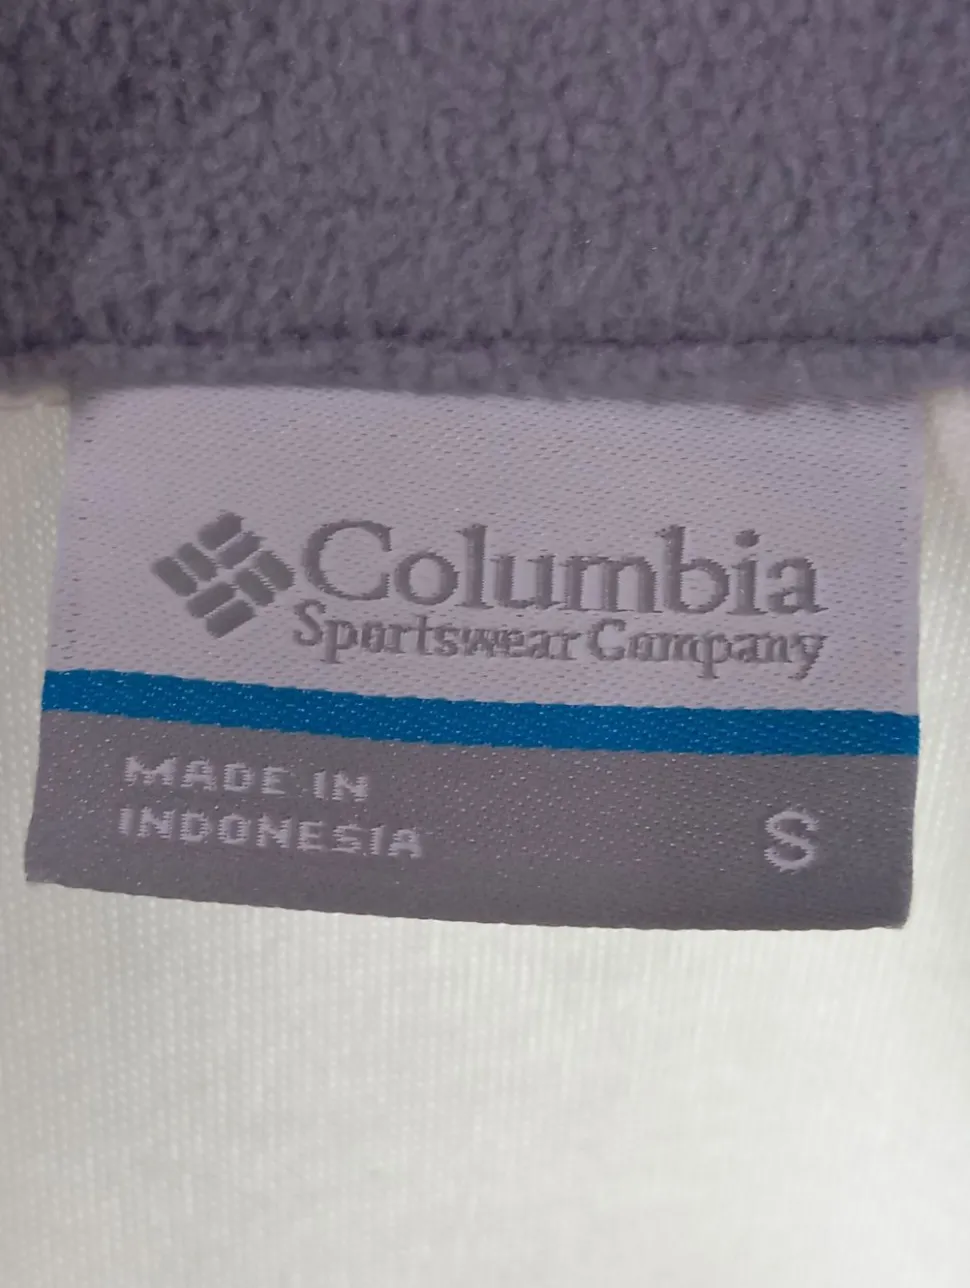 Columbia
Sportswear Company
MADE IN
INDONESIA
S